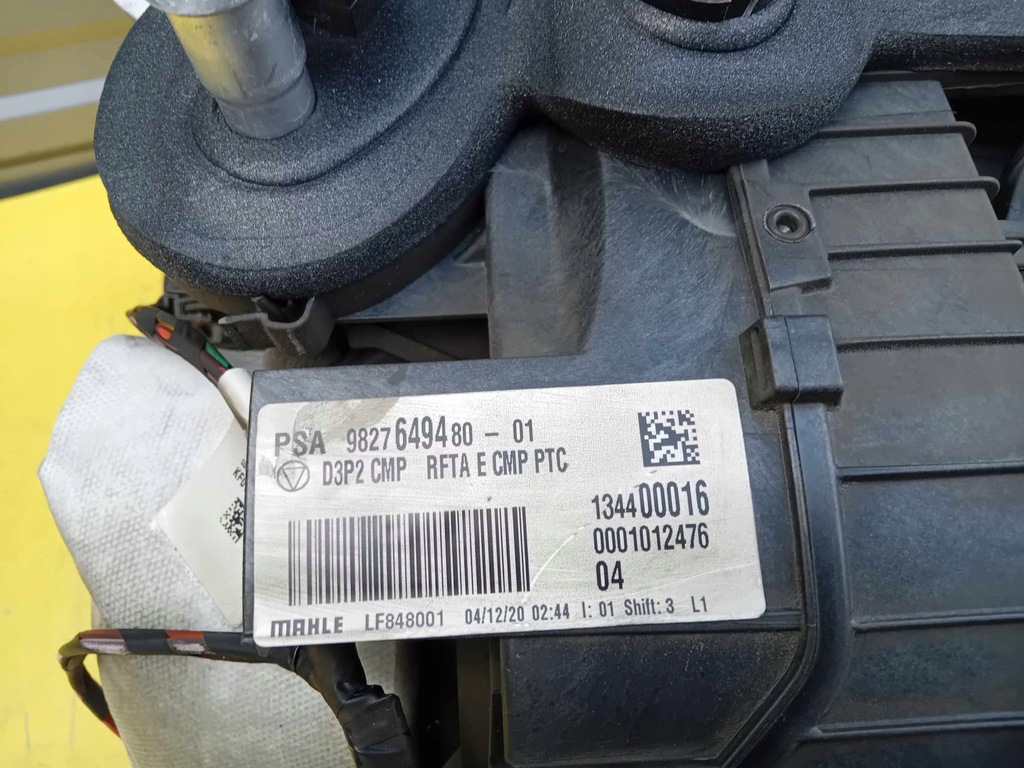 PSA 9827649480 - 01
D3P2 CMP RFTA E CMP PTC
134400016
0001012476
04
MAHLE LF848001 04/12/20 02:44 I: 01 Shift: 3 L1